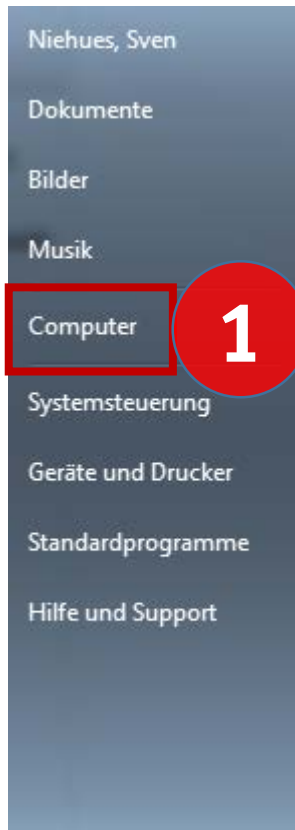 Niehues, Sven
Dokumente
Bilder
Musik
Computer
1
Systemsteuerung
Geräte und Drucker
Standardprogramme
Hilfe und Support